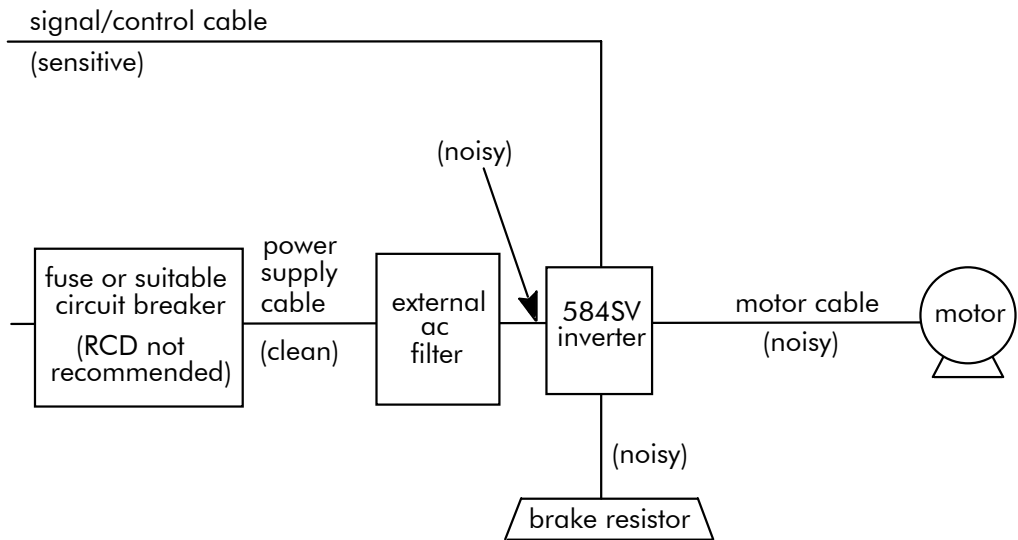 signal/control cable
(sensitive)
(noisy)
fuse or suitable
circuit breaker
(RCD not
recommended)
power
supply
cable
(clean)
external
ac
filter
584SV
inverter
motor cable
(noisy)
motor
(noisy)
brake resistor